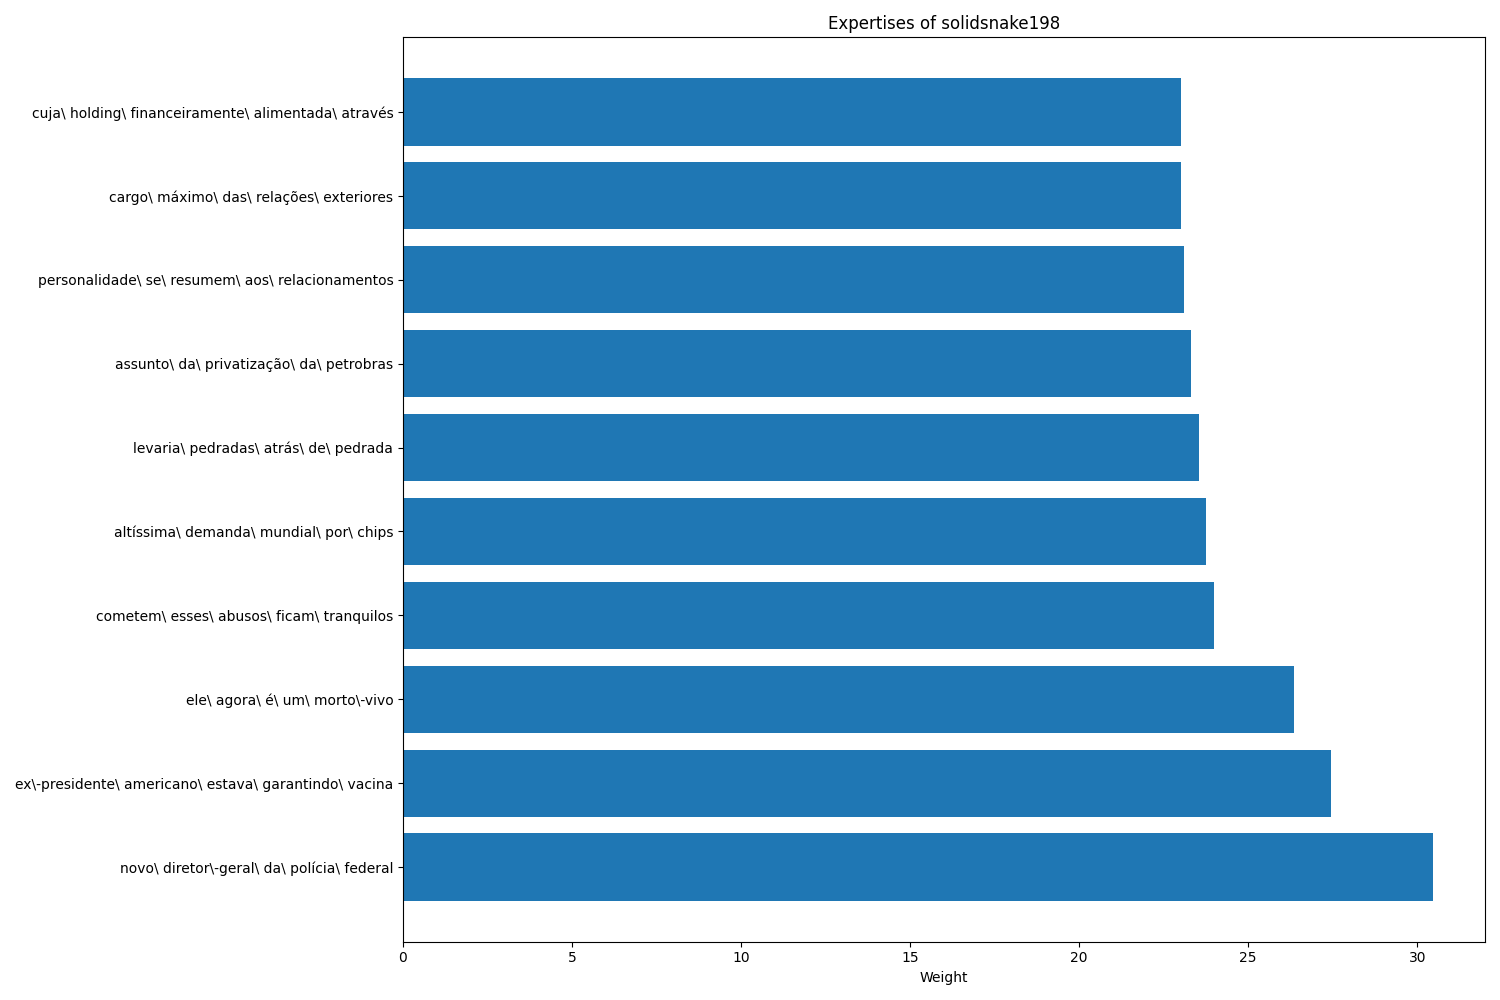 Expertises of solidsnake198
cuja\ holding\ financeiramente\ alimentada\ através
cargo\ máximo\ das\ relações\ exteriores
personalidade\ se\ resumem\ aos\ relacionamentos
assunto\ da\ privatização\ da\ petrobras
levaria\ pedradas\ atrás\ de\ pedrada
altíssima\ demanda\ mundial\ por\ chips
cometem\ esses\ abusos\ ficam\ tranquilos
ele\ agora\ é\ um\ morto\-vivo
ex\-presidente\ americano\ estava\ garantindo\ vacina
novo\ diretor\-geral\ da\ polícia\ federal
0 5 10 15 20 25 30
Weight